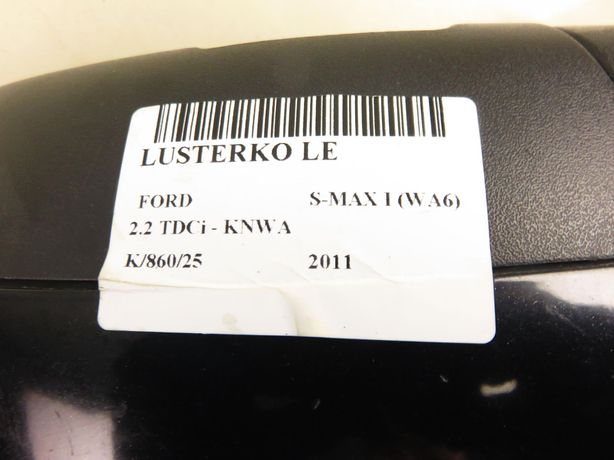 LUSTERKO LE
FORD S-MAX I (WA6)
2.2 TDCi - KNWA
K/860/25 2011